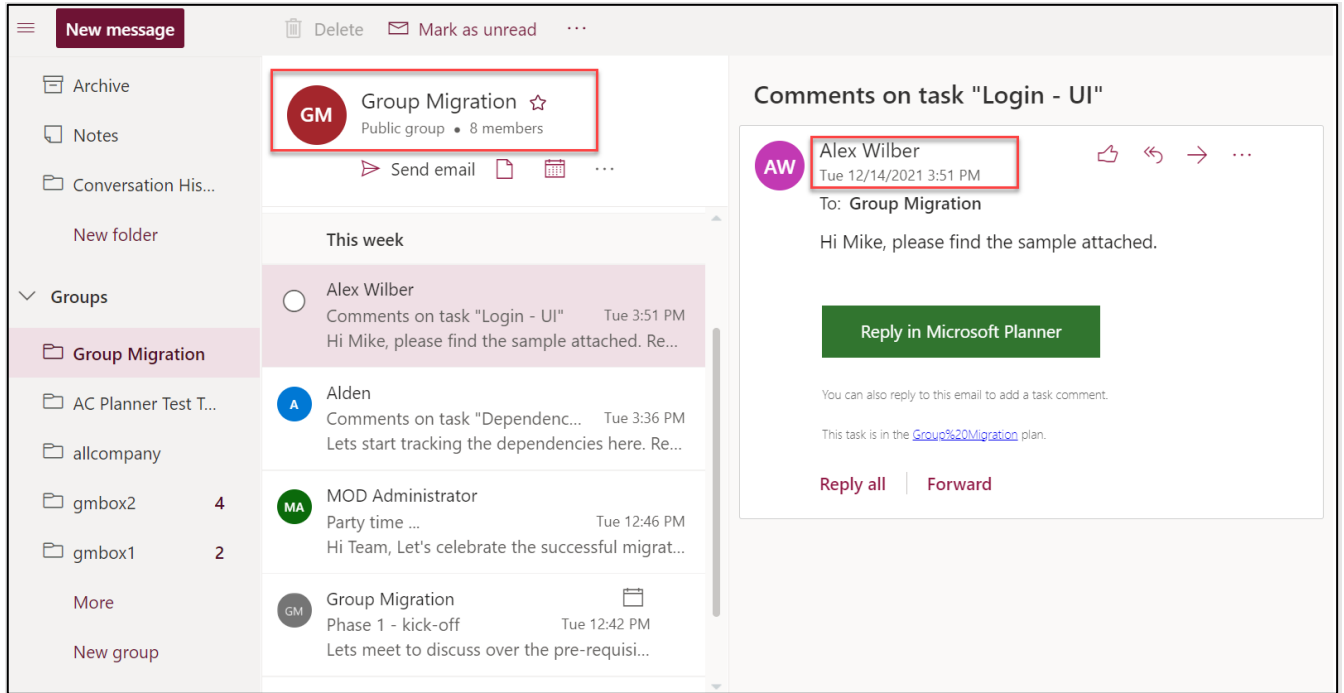 New message
Delete
Mark as unread
···
Archive
Notes
Conversation His...
New folder
Groups
Group Migration
AC Planner Test T...
allcompany
gmbox2 4
gmbox1 2
More
New group
GM
Group Migration
Public group • 8 members
Send email
···
This week
Alex Wilber
Comments on task "Login - UI" Tue 3:51 PM
Hi Mike, please find the sample attached. Re...
A
Alden
Comments on task "Dependenc... Tue 3:36 PM
Lets start tracking the dependencies here. Re...
MA
MOD Administrator
Party time ... Tue 12:46 PM
Hi Team, Let's celebrate the successful migrat...
GM
Group Migration
Phase 1 - kick-off Tue 12:42 PM
Lets meet to discuss over the pre-requisi...
Comments on task "Login - UI"
AW
Alex Wilber
Tue 12/14/2021 3:51 PM
···
To: Group Migration
Hi Mike, please find the sample attached.
Reply in Microsoft Planner
You can also reply to this email to add a task comment.
This task is in the Group%20Migration plan.
Reply all Forward